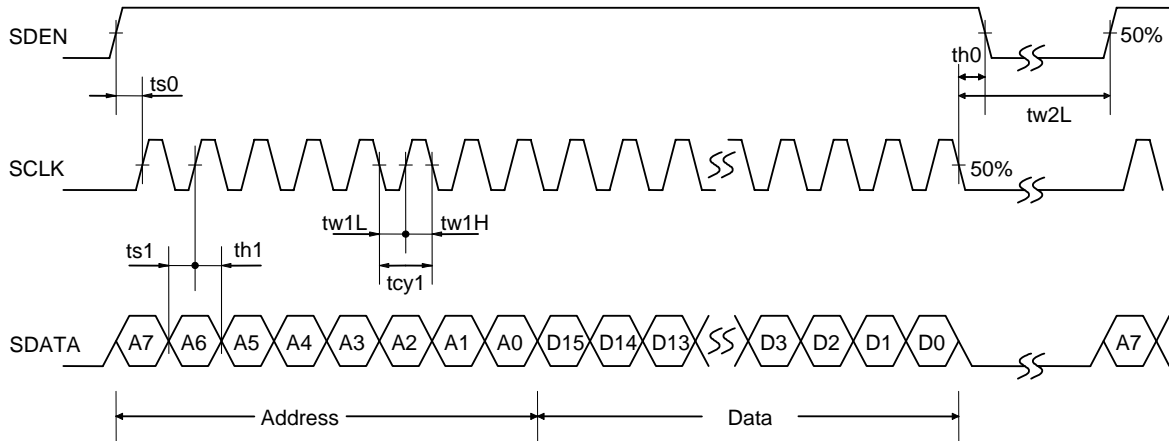 SDEN
50%
ts0
th0
tw2L
SCLK
50%
tw1L tw1H
ts1 th1
tcy1
SDATA
A7 A6 A5 A4 A3 A2 A1 A0 D15 D14 D13 D3 D2 D1 D0 A7
Address Data